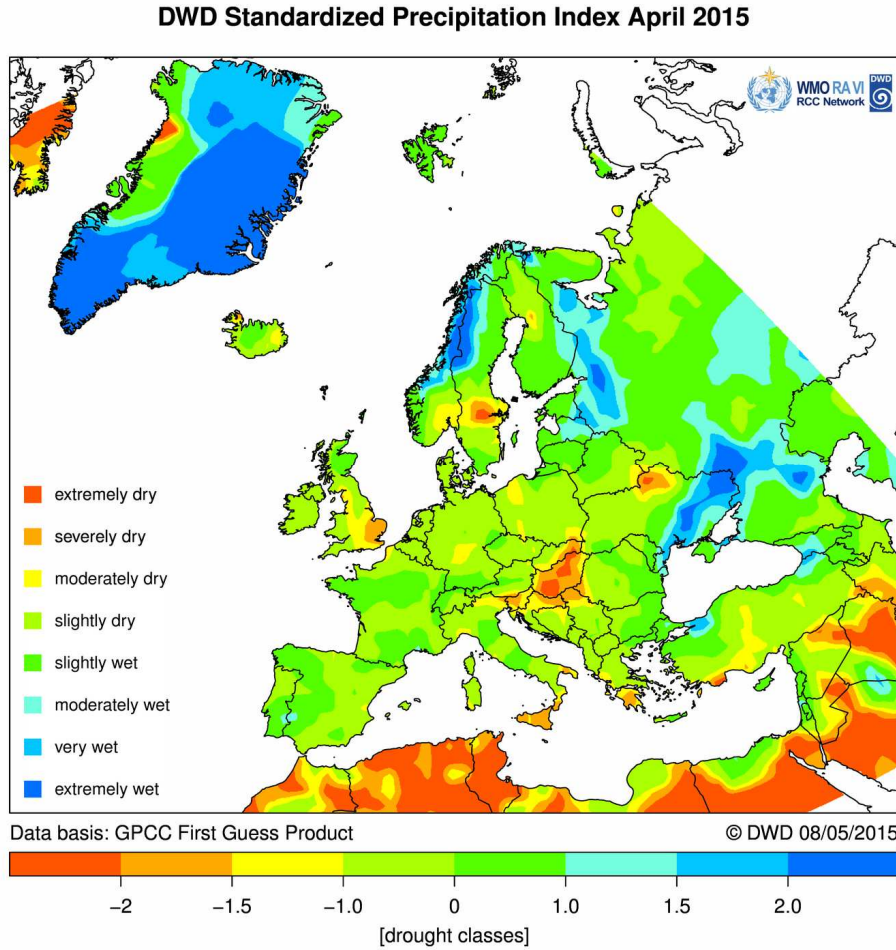 DWD Standardized Precipitation Index April 2015
WMO RA VI
RCC Network
DWD
extremely dry
severely dry
moderately dry
slightly dry
slightly wet
moderately wet
very wet
extremely wet
Data basis: GPCC First Guess Product
© DWD 08/05/2015
−2 −1.5 −1.0 0 1.0 1.5 2.0
[drought classes]